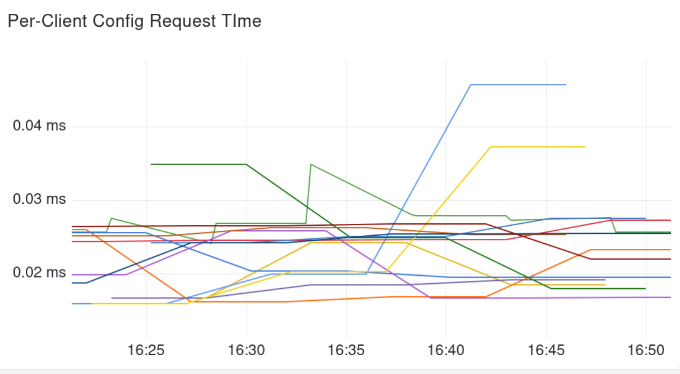 Per-Client Config Request TIme
0.04 ms
0.03 ms
0.02 ms
16:25 16:30 16:35 16:40 16:45 16:50